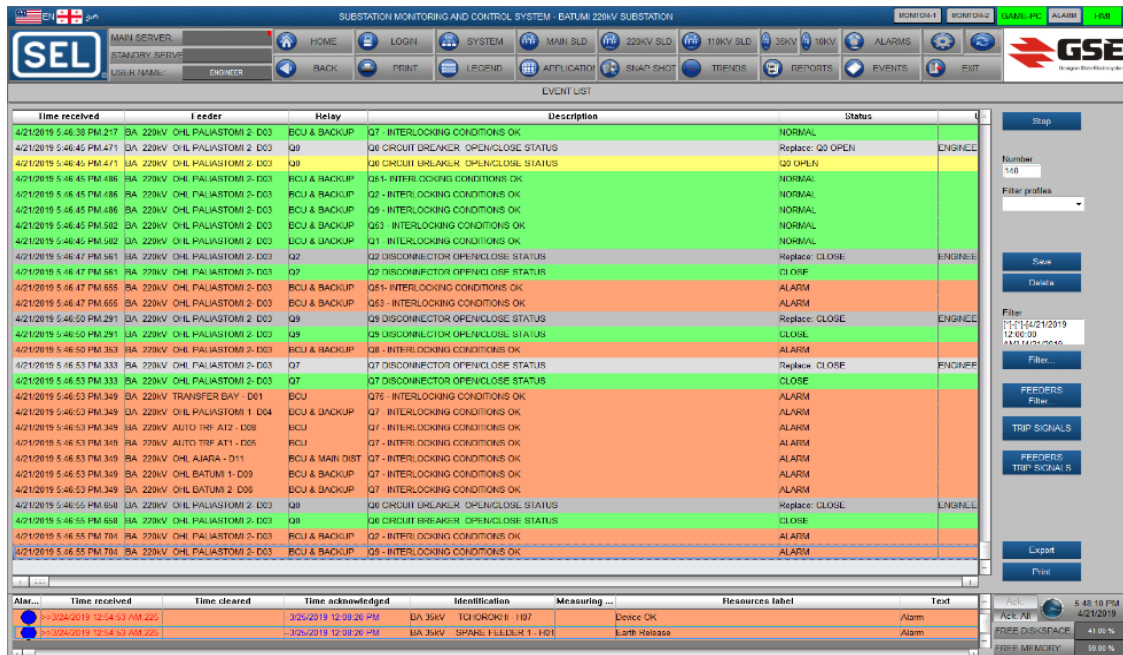 EN SUBSTATION MONITORING AND CONTROL SYSTEM - BATUMI 220kV SUBSTATION MONITOR-1 MONITOR-2 GAME-PC ALARM HMI
SEL MAIN SERVER: HOME LOGIN SYSTEM MAIN SLD 220KV SLD 110KV SLD 35KV 10KV ALARMS GSE
STANDBY SERVE
USER NAME: ENGINEER BACK PRINT LEGEND APPLICATION SNAP SHOT TRENDS REPORTS EVENTS EXIT
EVENT LIST
Time received Feeder Relay Description Status
4/21/2019 5:46:38 PM.217 BA 220kV OHL PALIASTOMI 2- D03 BCU & BACKUP Q7 - INTERLOCKING CONDITIONS OK NORMAL
4/21/2019 5:46:45 PM.471 BA 220kV OHL PALIASTOMI 2- D03 Q0 Q0 CIRCUIT BREAKER OPEN/CLOSE STATUS Replace: Q0 OPEN ENGINEE
4/21/2019 5:46:45 PM.471 BA 220kV OHL PALIASTOMI 2- D03 Q0 Q0 CIRCUIT BREAKER OPEN/CLOSE STATUS Q0 OPEN
4/21/2019 5:46:45 PM.486 BA 220kV OHL PALIASTOMI 2- D03 BCU & BACKUP Q51- INTERLOCKING CONDITIONS OK NORMAL
4/21/2019 5:46:45 PM.486 BA 220kV OHL PALIASTOMI 2- D03 BCU & BACKUP Q2 - INTERLOCKING CONDITIONS OK NORMAL
4/21/2019 5:46:45 PM.486 BA 220kV OHL PALIASTOMI 2- D03 BCU & BACKUP Q9 - INTERLOCKING CONDITIONS OK NORMAL
4/21/2019 5:46:45 PM.502 BA 220kV OHL PALIASTOMI 2- D03 BCU & BACKUP Q53 - INTERLOCKING CONDITIONS OK NORMAL
4/21/2019 5:46:45 PM.502 BA 220kV OHL PALIASTOMI 2- D03 BCU & BACKUP Q1 - INTERLOCKING CONDITIONS OK NORMAL
4/21/2019 5:46:47 PM.561 BA 220kV OHL PALIASTOMI 2- D03 Q2 Q2 DISCONNECTOR OPEN/CLOSE STATUS Replace: CLOSE ENGINEE
4/21/2019 5:46:47 PM.561 BA 220kV OHL PALIASTOMI 2- D03 Q2 Q2 DISCONNECTOR OPEN/CLOSE STATUS CLOSE
4/21/2019 5:46:47 PM.655 BA 220kV OHL PALIASTOMI 2- D03 BCU & BACKUP Q51- INTERLOCKING CONDITIONS OK ALARM
4/21/2019 5:46:47 PM.655 BA 220kV OHL PALIASTOMI 2- D03 BCU & BACKUP Q53 - INTERLOCKING CONDITIONS OK ALARM
4/21/2019 5:46:50 PM.291 BA 220kV OHL PALIASTOMI 2- D03 Q9 Q9 DISCONNECTOR OPEN/CLOSE STATUS Replace: CLOSE ENGINEE
4/21/2019 5:46:50 PM.291 BA 220kV OHL PALIASTOMI 2- D03 Q9 Q9 DISCONNECTOR OPEN/CLOSE STATUS CLOSE
4/21/2019 5:46:50 PM.353 BA 220kV OHL PALIASTOMI 2- D03 BCU & BACKUP Q8 - INTERLOCKING CONDITIONS OK ALARM
4/21/2019 5:46:53 PM.333 BA 220kV OHL PALIASTOMI 2- D03 Q7 Q7 DISCONNECTOR OPEN/CLOSE STATUS Replace: CLOSE ENGINEE
4/21/2019 5:46:53 PM.333 BA 220kV OHL PALIASTOMI 2- D03 Q7 Q7 DISCONNECTOR OPEN/CLOSE STATUS CLOSE
4/21/2019 5:46:53 PM.349 BA 220kV TRANSFER BAY - D01 BCU Q75 - INTERLOCKING CONDITIONS OK ALARM
4/21/2019 5:46:53 PM.349 BA 220kV OHL PALIASTOMI 1- D04 BCU & BACKUP Q7 - INTERLOCKING CONDITIONS OK ALARM
4/21/2019 5:46:53 PM.349 BA 220kV AUTO TRF AT2 - D08 BCU Q7 - INTERLOCKING CONDITIONS OK ALARM
4/21/2019 5:46:53 PM.349 BA 220kV AUTO TRF AT1 - D05 BCU Q7 - INTERLOCKING CONDITIONS OK ALARM
4/21/2019 5:46:53 PM.349 BA 220kV OHL AJARA - D11 BCU & MAIN DIST Q7 - INTERLOCKING CONDITIONS OK ALARM
4/21/2019 5:46:53 PM.349 BA 220kV OHL BATUMI 1- D09 BCU & BACKUP Q7 - INTERLOCKING CONDITIONS OK ALARM
4/21/2019 5:46:53 PM.349 BA 220kV OHL BATUMI 2- D06 BCU & BACKUP Q7 - INTERLOCKING CONDITIONS OK ALARM
4/21/2019 5:46:55 PM.658 BA 220kV OHL PALIASTOMI 2- D03 Q0 Q0 CIRCUIT BREAKER OPEN/CLOSE STATUS Replace: CLOSE ENGINEE
4/21/2019 5:46:55 PM.658 BA 220kV OHL PALIASTOMI 2- D03 Q0 Q0 CIRCUIT BREAKER OPEN/CLOSE STATUS CLOSE
4/21/2019 5:46:55 PM.704 BA 220kV OHL PALIASTOMI 2- D03 BCU & BACKUP Q2 - INTERLOCKING CONDITIONS OK ALARM
4/21/2019 5:46:55 PM.704 BA 220kV OHL PALIASTOMI 2- D03 BCU & BACKUP Q9 - INTERLOCKING CONDITIONS OK ALARM
Stop
Number
140
Filter profiles
Save
Delete
Filter
[*]-[*]-[4/21/2019
12:00:00
Filter...
FEEDERS
Filter...
TRIP SIGNALS
FEEDERS
TRIP SIGNALS
Export
Print
Alar... Time received Time cleared Time acknowledged Identification Measuring ... Resources label Text
>>3/24/2019 12:54:53 AM.225 3/25/2019 12:08:20 PM BA 35kV TCHOROKHI H07 Device OK Alarm
>>3/24/2019 12:54:53 AM.225 3/25/2019 12:08:20 PM BA 35kV SPARE FEEDER 1 - H01 Earth Release Alarm
Ack.
Ack. All
5:48:10 PM
4/21/2019
FREE DISKSPACE 41.00 %
FREE MEMORY 59.00 %